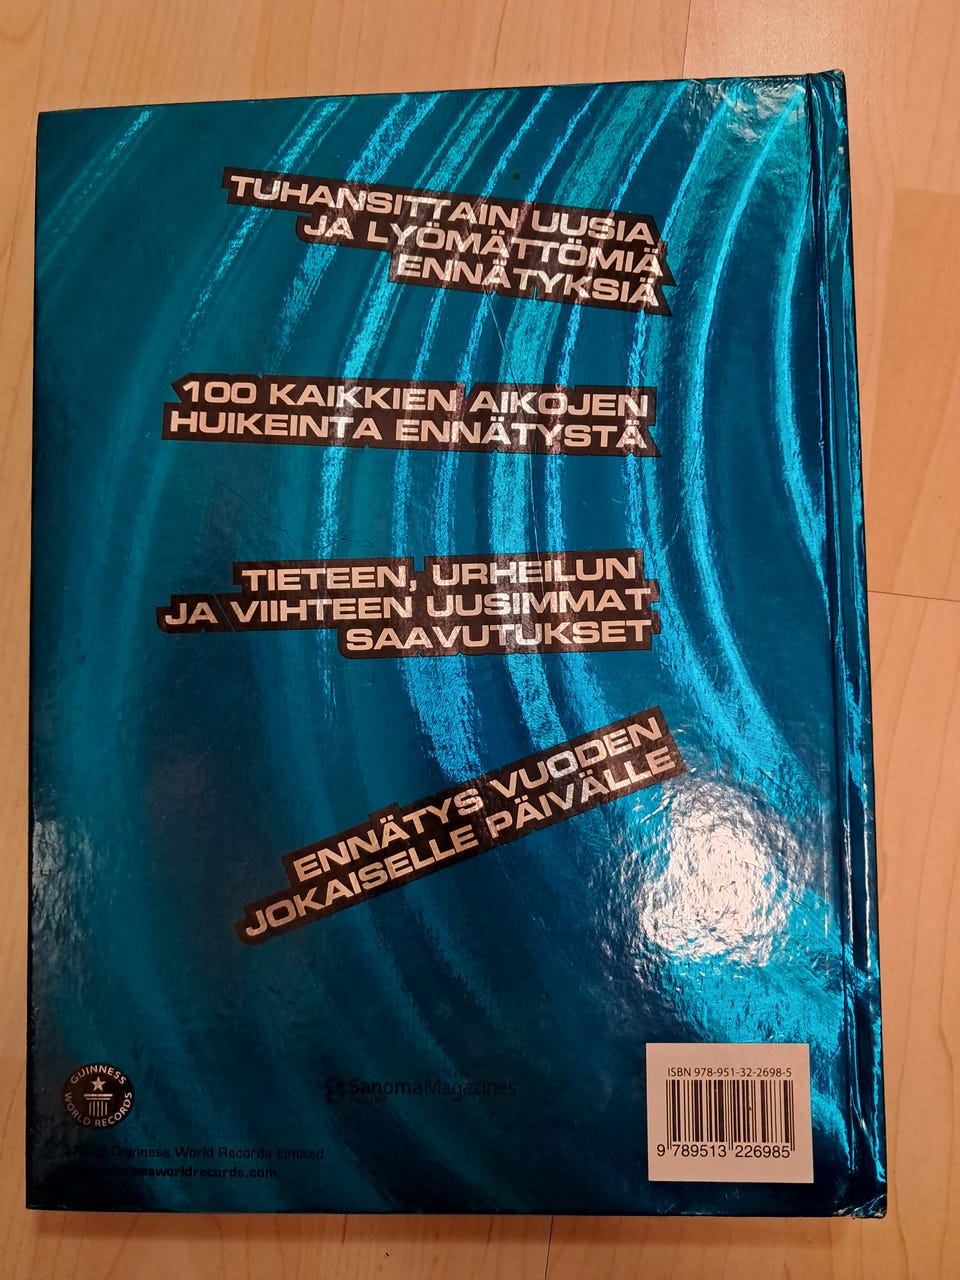 TUHANSITTAIN UUSIA
JA LYÖMÄTTÖMIÄ
ENNÄTYKSIÄ
100 KAIKKIEN AIKOJEN
HUIKEINTA ENNÄTYSTÄ
TIETEEN, URHEILUN
JA VIIHTEEN UUSIMMAT
SAAVUTUKSET
ENNÄTYS VUODEN
JOKAISELLE PÄIVÄLLE
GUINNESS
WORLD RECORDS
SanomaMagazines
FINLAND
Guinness World Records Limited
ISBN 978-951-32-2698-5
9 789513 226985